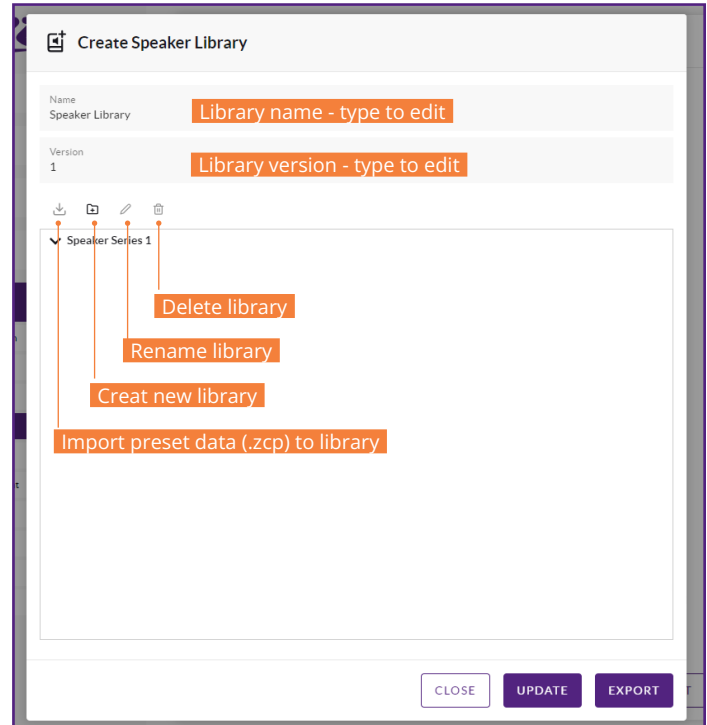 Create Speaker Library
Name
Speaker Library
Library name - type to edit
Version
1
Library version - type to edit
Speaker Series 1
Delete library
Rename library
Creat new library
Import preset data (.zcp) to library
CLOSE
UPDATE
EXPORT
T
t